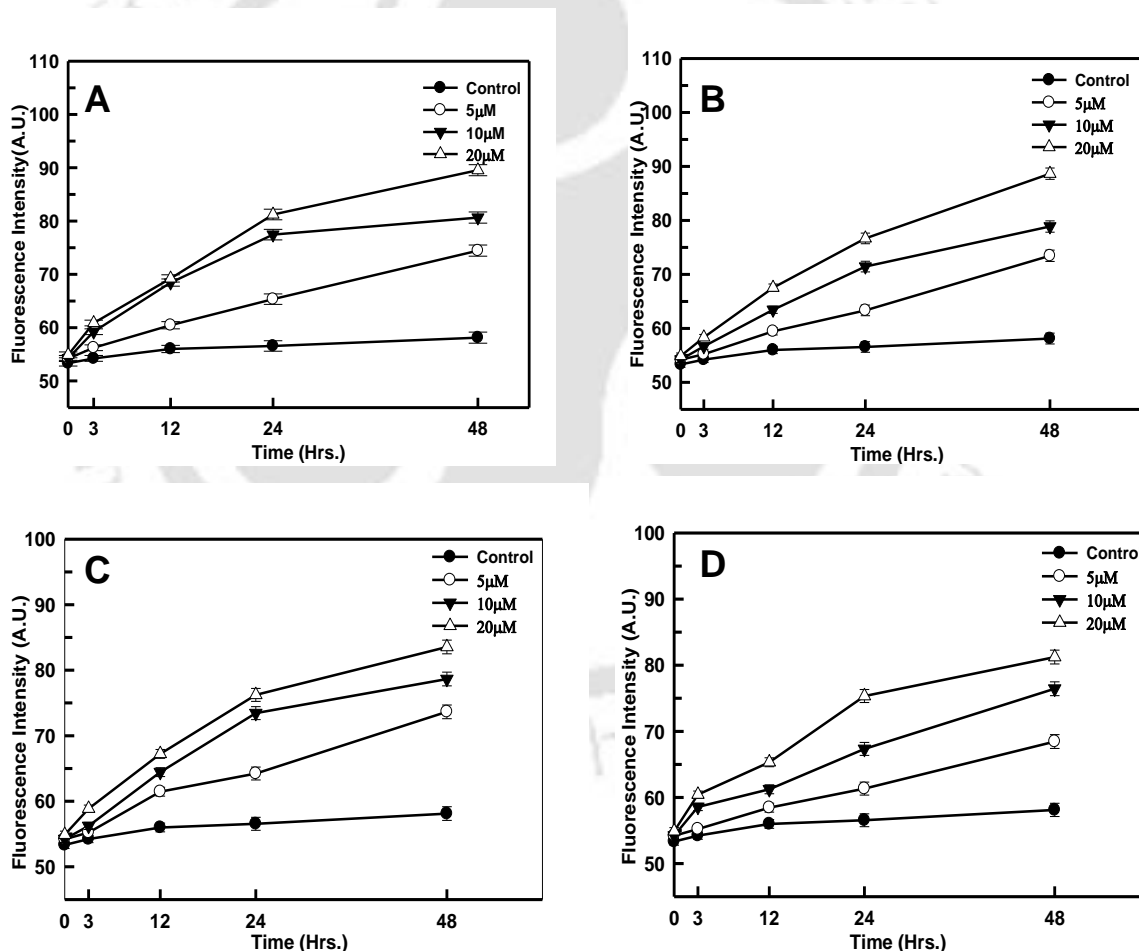 A
Fluorescence Intensity(A.U.)
110
100
90
80
70
60
50
Control
5μM
10μM
20μM
0 3 12 24 48
Time (Hrs.)
B
Fluorescence Intensity (A.U.)
110
100
90
80
70
60
50
Control
5μM
10μM
20μM
0 3 12 24 48
Time (Hrs.)
C
Fluorescence Intensity (A.U.)
100
90
80
70
60
50
Control
5μM
10μM
20μM
0 3 12 24 48
Time (Hrs.)
D
Fluorescence Intensity (A.U.)
100
90
80
70
60
50
Control
5μM
10μM
20μM
0 3 12 24 48
Time (Hrs.)